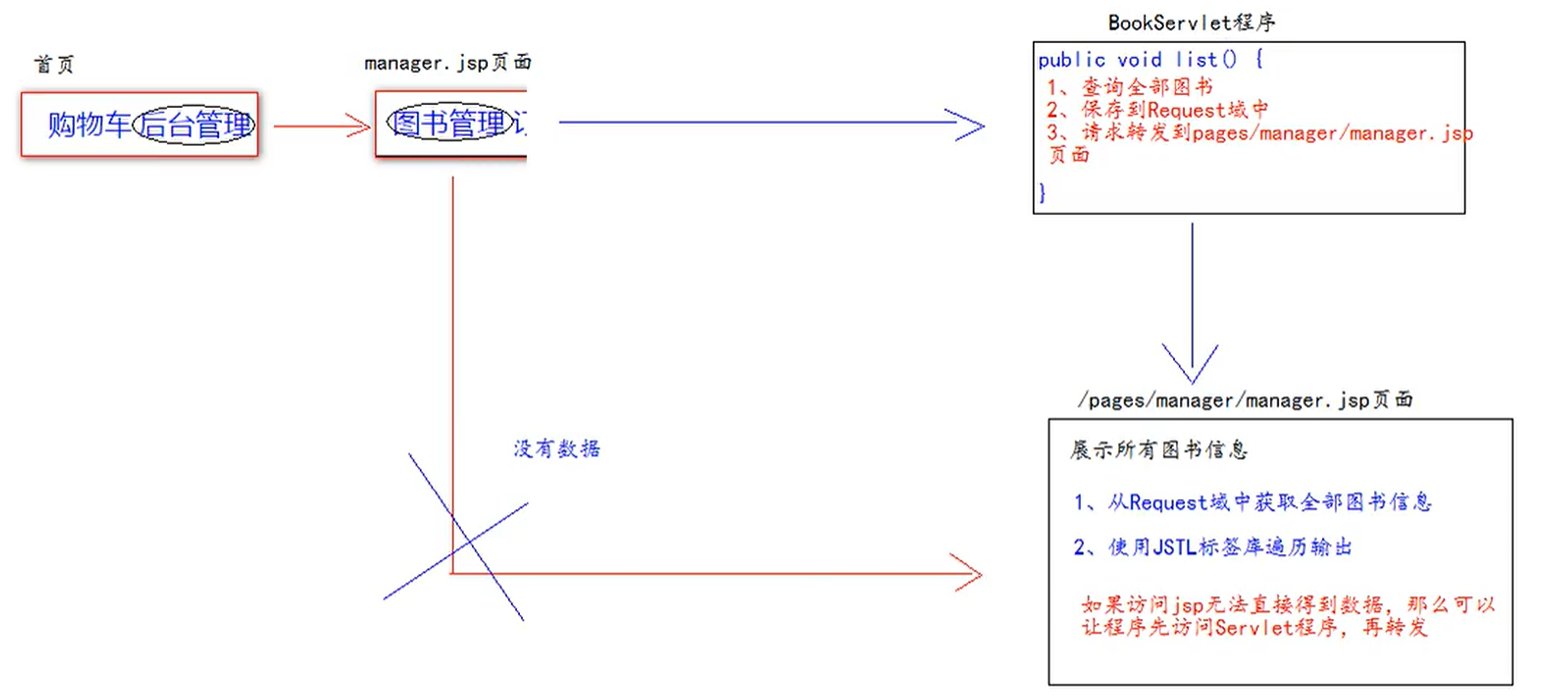 首页
购物车后台管理
manager.jsp页面
图书管理
BookServlet程序
public void list() {
1、查询全部图书
2、保存到Request域中
3、请求转发到pages/manager/manager.jsp
页面
}
没有数据
/pages/manager/manager.jsp页面
展示所有图书信息
1、从Request域中获取全部图书信息
2、使用JSTL标签库遍历输出
如果访问jsp无法直接得到数据，那么可以
让程序先访问Servlet程序，再转发